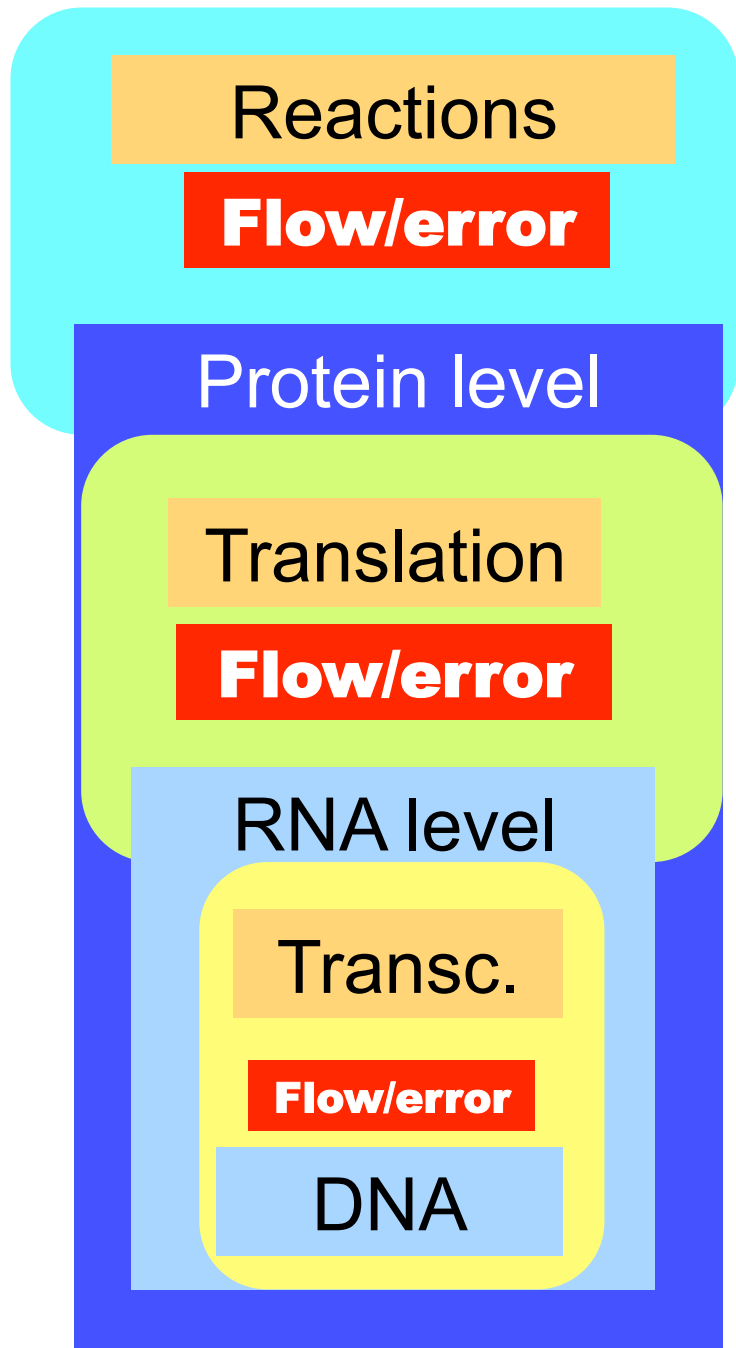 Reactions
Flow/error
Protein level
Translation
Flow/error
RNA level
Transc.
Flow/error
DNA